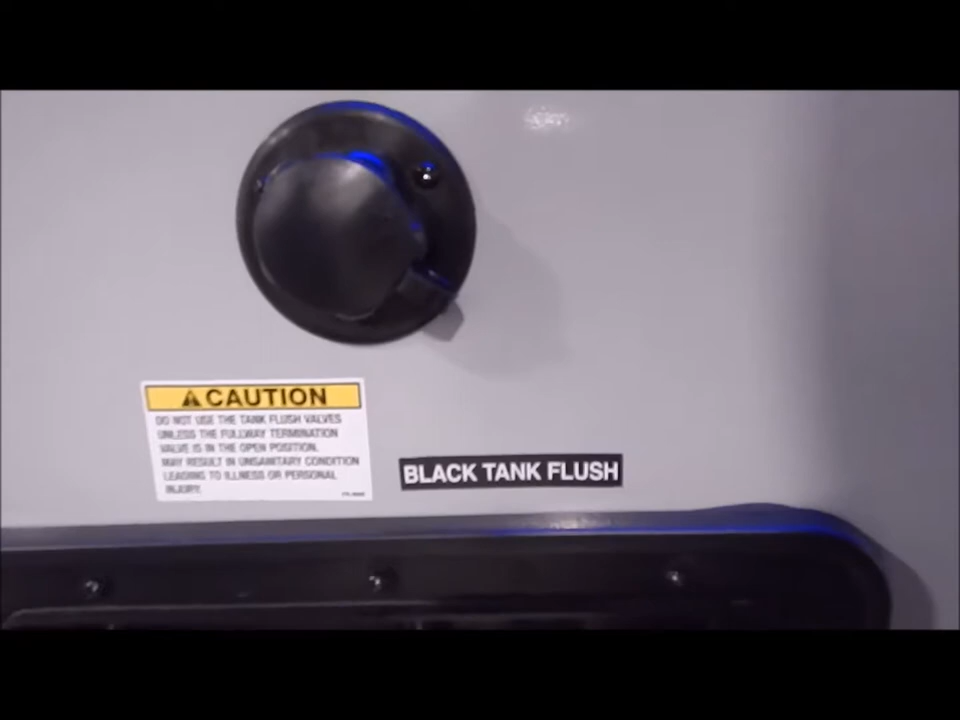 CAUTION
DO NOT USE THE TANK FLUSH VALVES
UNLESS THE FULLWAY TERMINATION
VALVE IS IN THE OPEN POSITION.
MAY RESULT IN UNSANITARY CONDITION
LEADING TO ILLNESS OR PERSONAL
INJURY.
BLACK TANK FLUSH